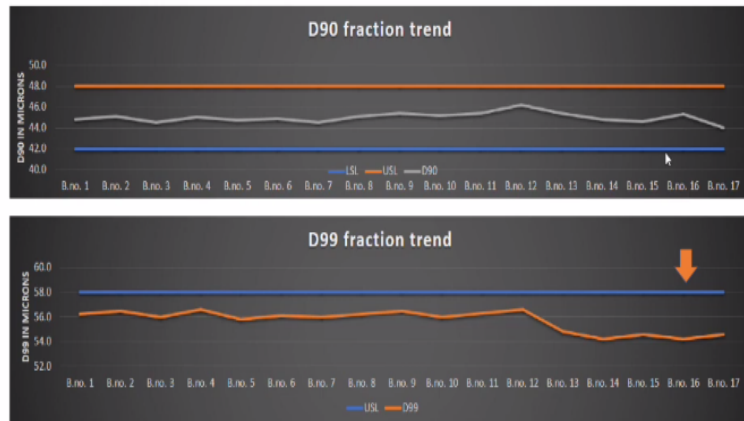 D90 fraction trend
D90 IN MICRONS
50.0
48.0
46.0
44.0
42.0
40.0
LSL USL D90
B.no. 1 B.no. 2 B.no. 3 B.no. 4 B.no. 5 B.no. 6 B.no. 7 B.no. 8 B.no. 9 B.no. 10 B.no. 11 B.no. 12 B.no. 13 B.no. 14 B.no. 15 B.no. 16 B.no. 17
D99 fraction trend
D99 IN MICRONS
60.0
58.0
56.0
54.0
52.0
B.no. 1 B.no. 2 B.no. 3 B.no. 4 B.no. 5 B.no. 6 B.no. 7 B.no. 8 B.no. 9 B.no. 10 B.no. 11 B.no. 12 B.no. 13 B.no. 14 B.no. 15 B.no. 16 B.no. 17
USL D99